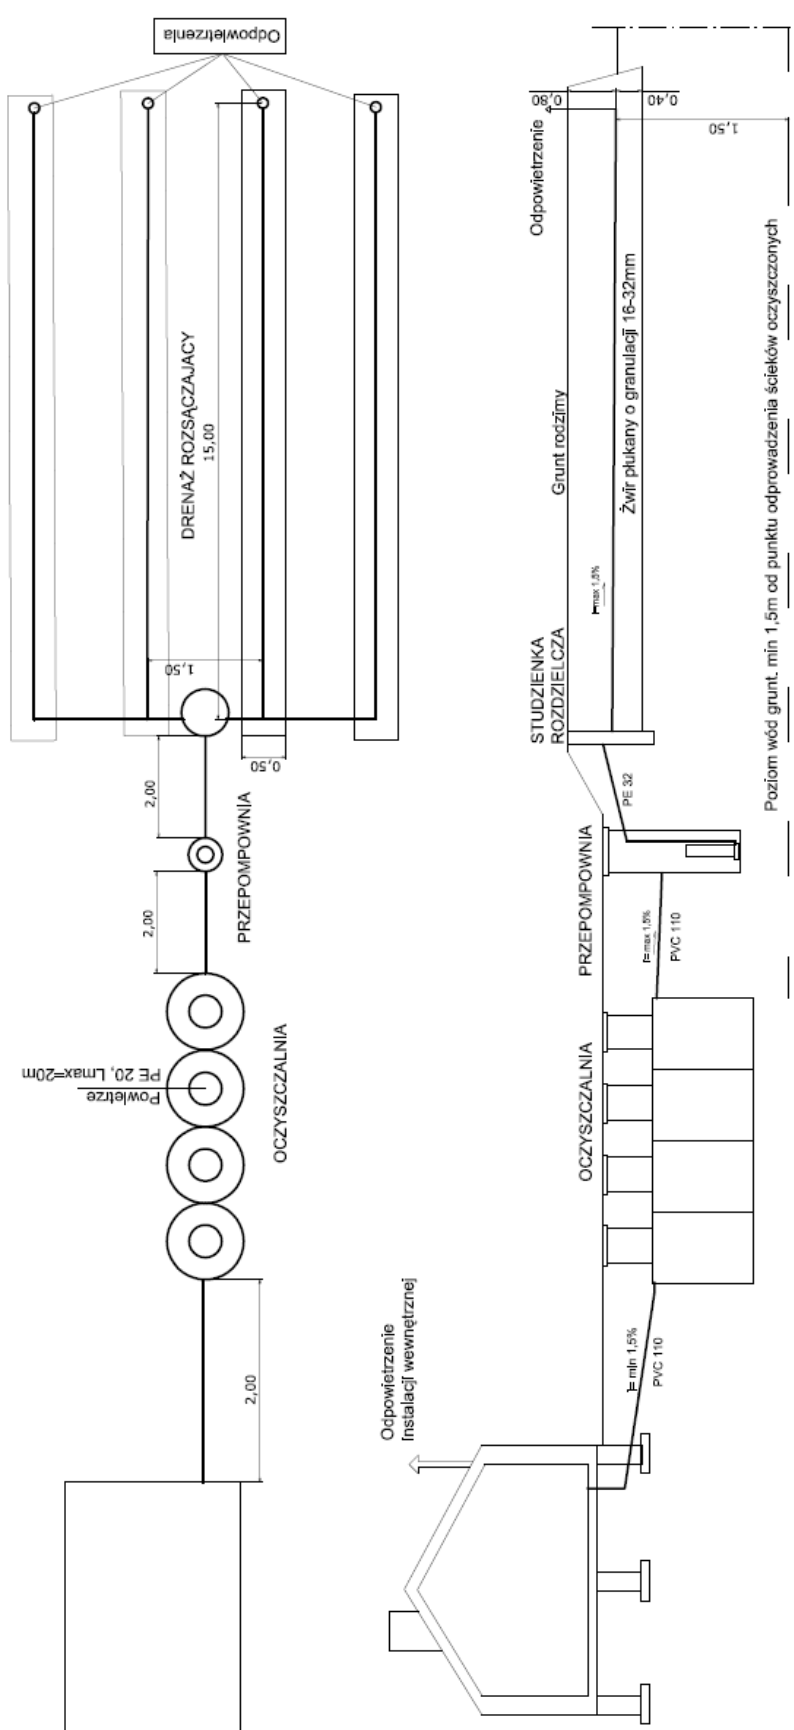 Odpowietrzenia
DRENAŻ ROZSĄCZAJACY
15,00
1,50
0,50
2,00
PRZEPOMPOWNIA
2,00
Powietrze
PE 20, Lmax=20m
OCZYSZCZALNIA
2,00
0,80
0,40
1,50
Odpowietrzenie
Grunt rodzimy
Żwir płukany o granulacji 16-32mm
i=max 1,5%
STUDZIENKA
ROZDZIELCZA
PE 32
PRZEPOMPOWNIA
i=max 1,5%
PVC 110
OCZYSZCZALNIA
Odpowietrzenie
Instalacji wewnętrznej
i=min 1,5%
PVC 110
Poziom wód grunt. min 1,5m od punktu odprowadzenia ścieków oczyszczonych